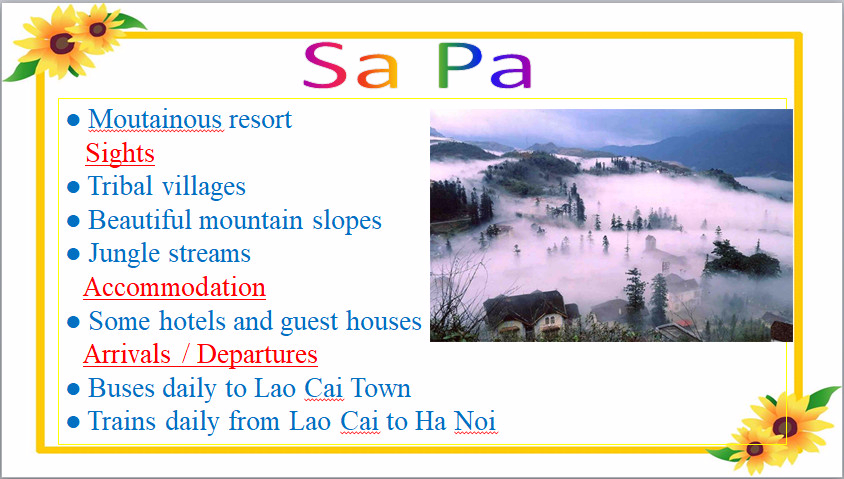 Sa Pa
● Moutainous resort
Sights
● Tribal villages
● Beautiful mountain slopes
● Jungle streams
Accommodation
● Some hotels and guest houses
Arrivals / Departures
● Buses daily to Lao Cai Town
● Trains daily from Lao Cai to Ha Noi